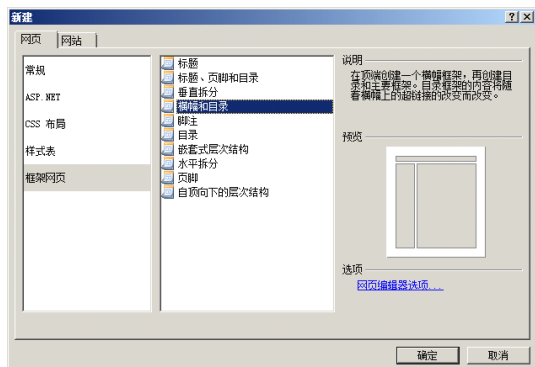 新建
网页
网站
常规
ASP.NET
CSS 布局
样式表
框架网页
标题
标题、页脚和目录
垂直拆分
横幅和目录
脚注
目录
嵌套式层次结构
水平拆分
页脚
自顶向下的层次结构
说明
在顶端创建一个横幅框架，再创建目
录和主要框架。目录框架的内容将随
着横幅上的超链接的改变而改变。
预览
选项
网页编辑器选项...
确定
取消